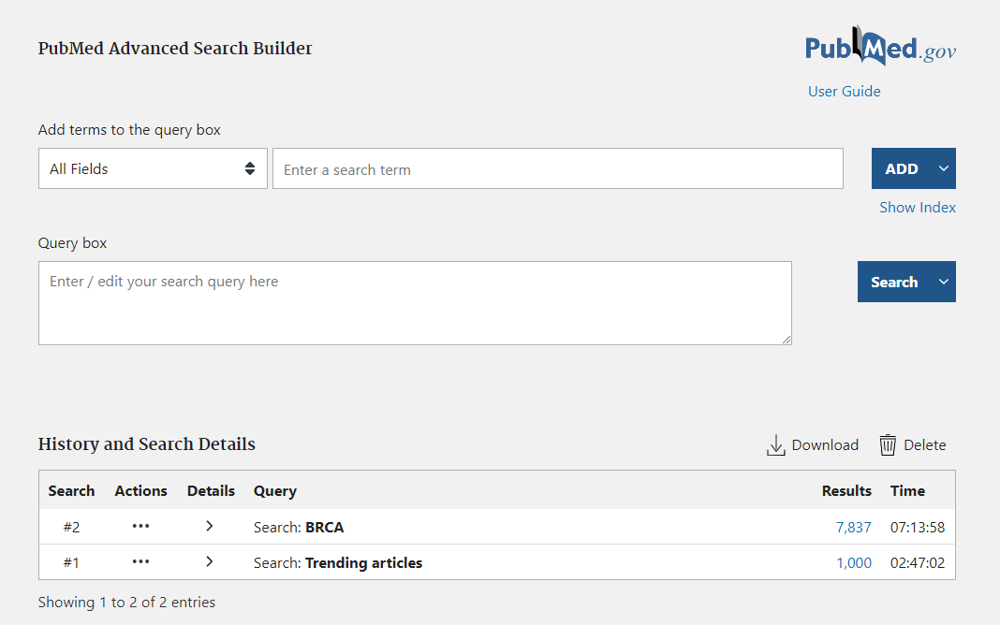 PubMed Advanced Search Builder
PubMed.gov
User Guide
Add terms to the query box
All Fields Enter a search term ADD
Show Index
Query box
Enter / edit your search query here Search
History and Search Details Download Delete
Search Actions Details Query Results Time
#2 ••• Search: BRCA 7,837 07:13:58
#1 ••• Search: Trending articles 1,000 02:47:02
Showing 1 to 2 of 2 entries